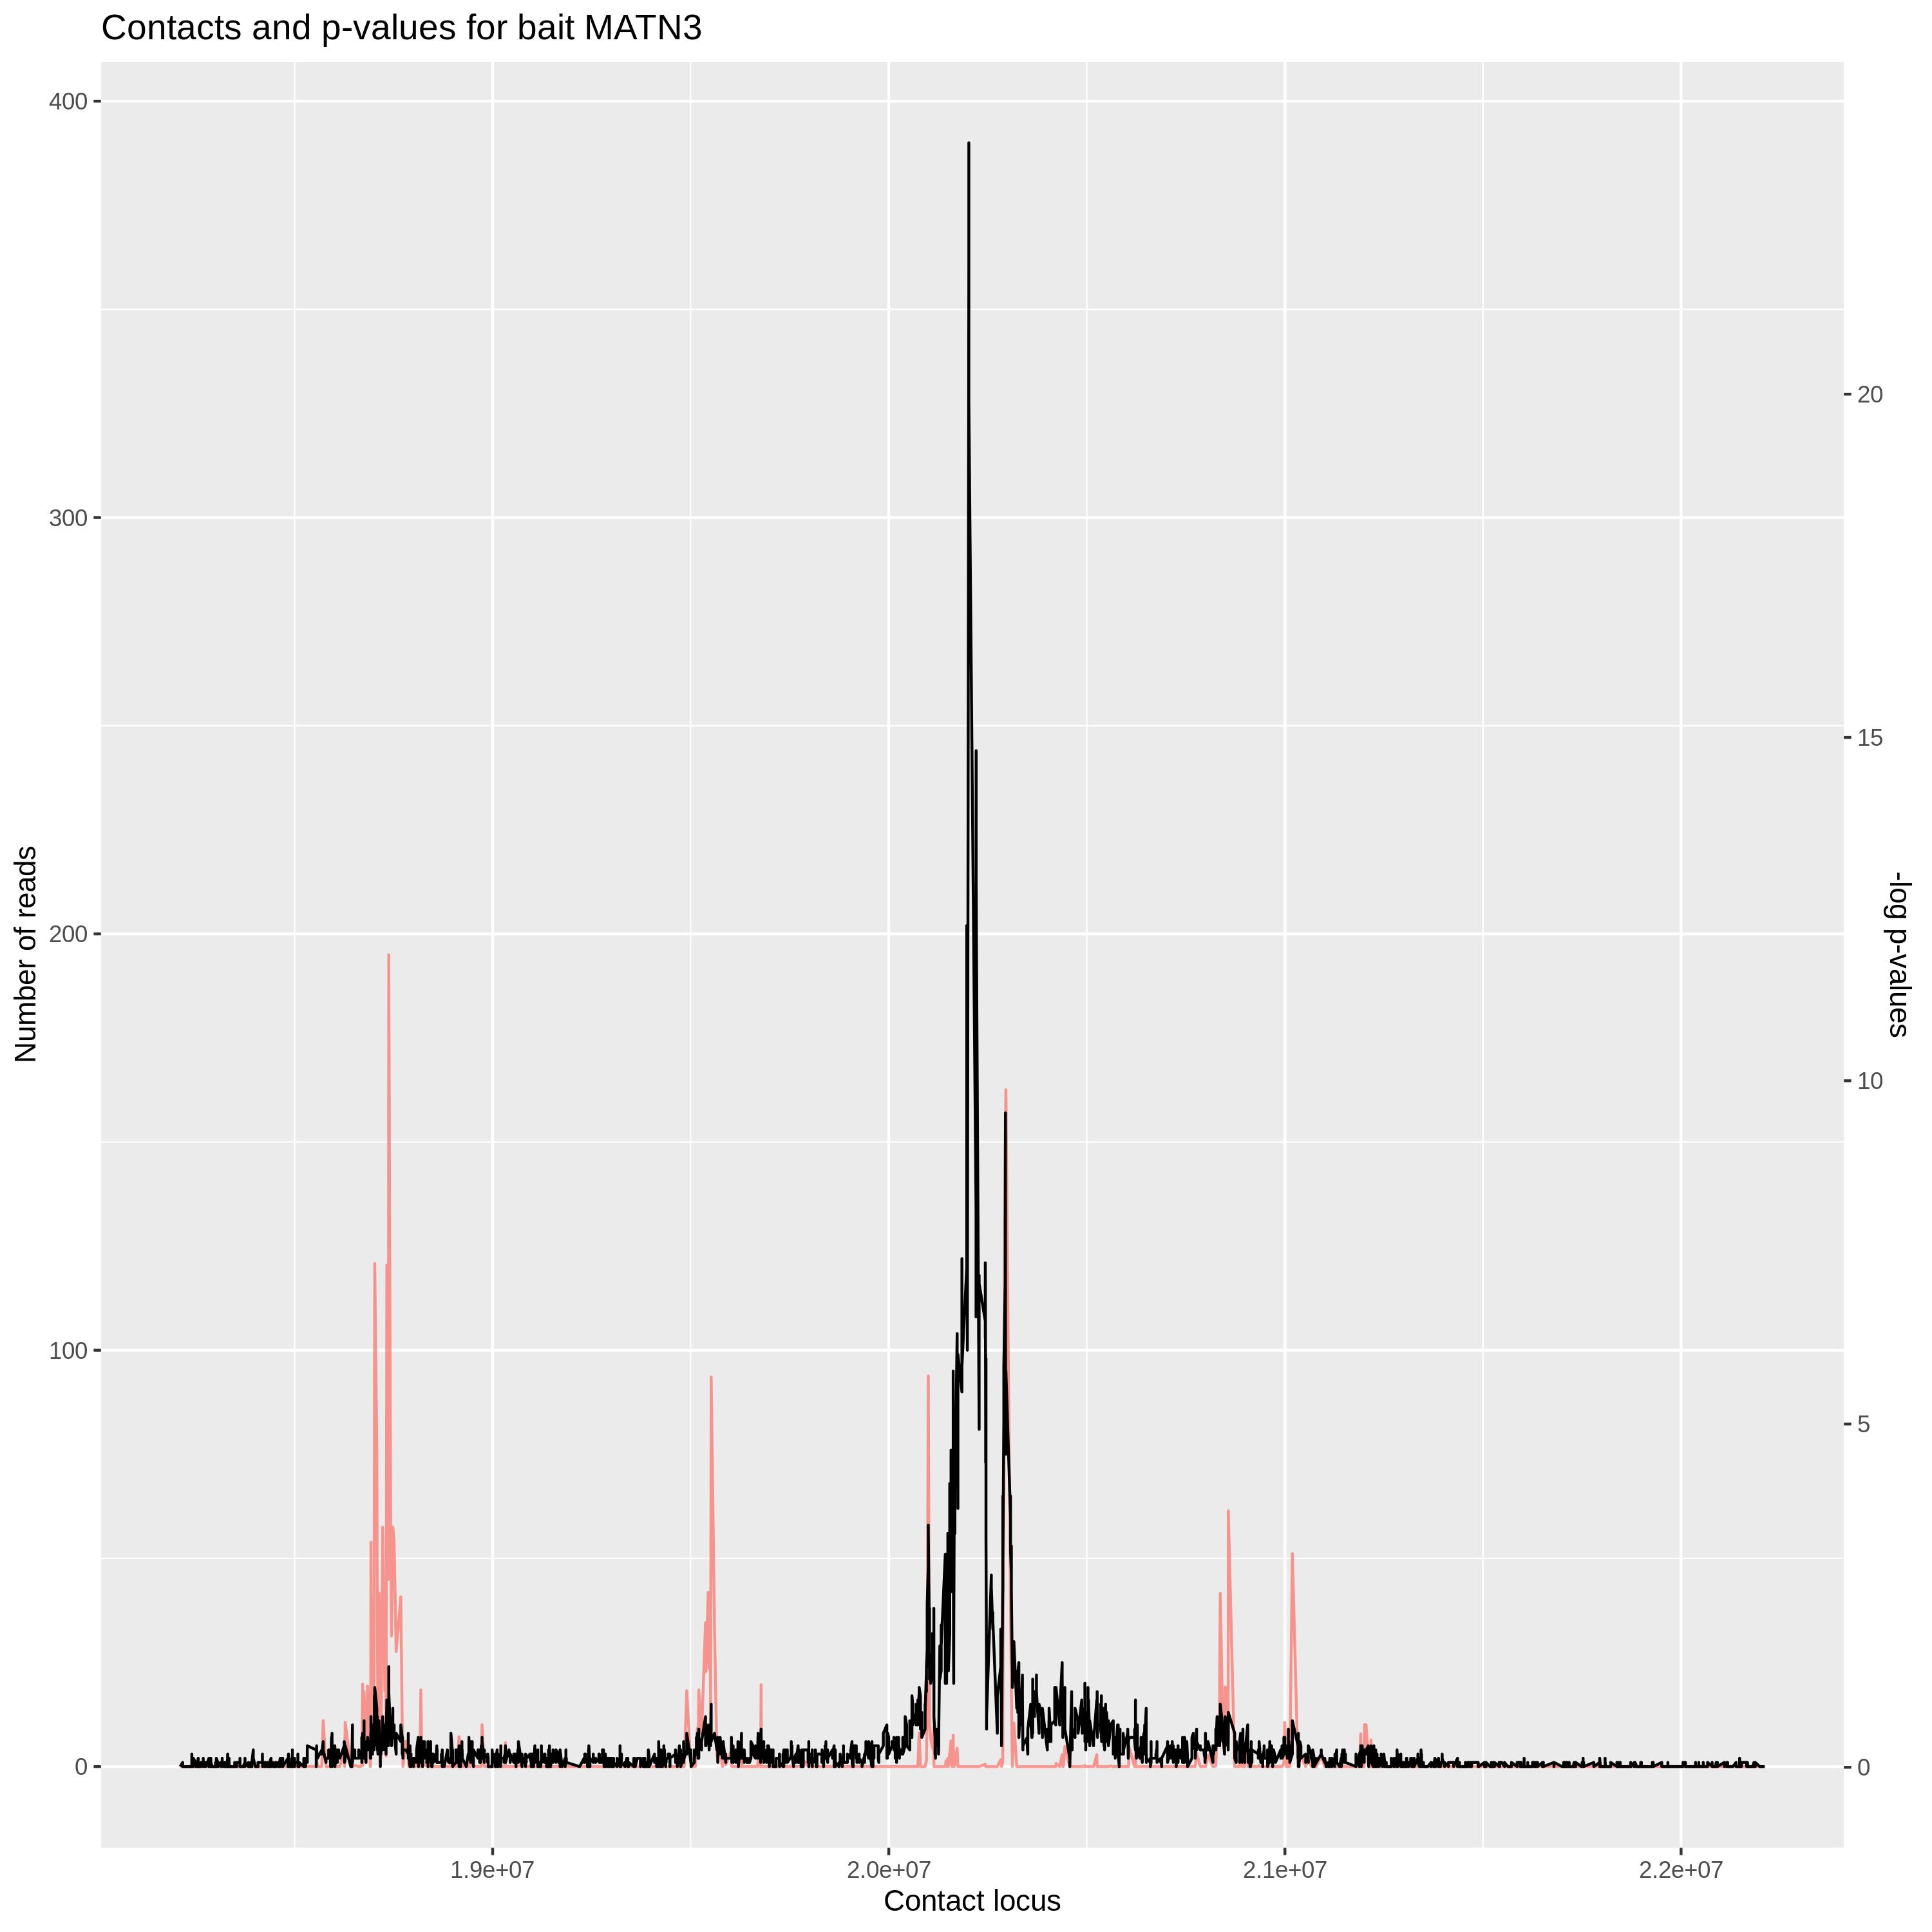 Contacts and p-values for bait MATN3
400
300
200
100
0
Number of reads
20
15
10
5
0
-log p-values
1.9e+07
2.0e+07
2.1e+07
2.2e+07
Contact locus